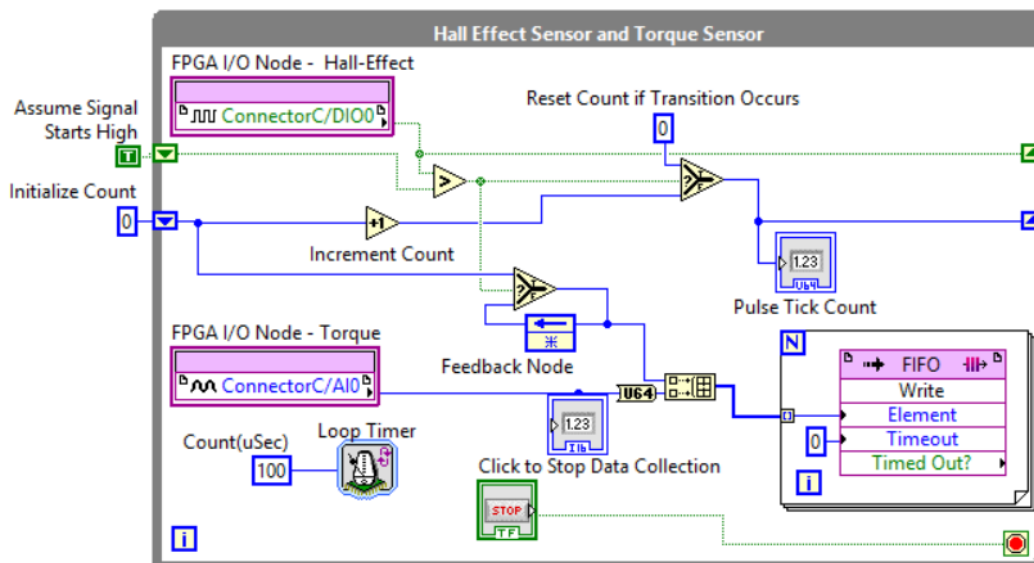 Hall Effect Sensor and Torque Sensor
FPGA I/O Node -  Hall-Effect
ConnectorC/DIO0
Assume Signal
Starts High
T
Reset Count if Transition Occurs
0
>
?
T
F
Initialize Count
0
+1
Increment Count
?
T
F
1.23
U64
Pulse Tick Count
FPGA I/O Node - Torque
ConnectorC/AI0
Feedback Node
U64
1.23
I16
N
FIFO
Write
Element
0
Timeout
Timed Out?
i
Count(uSec)
100
Loop Timer
Click to Stop Data Collection
STOP
TF
i